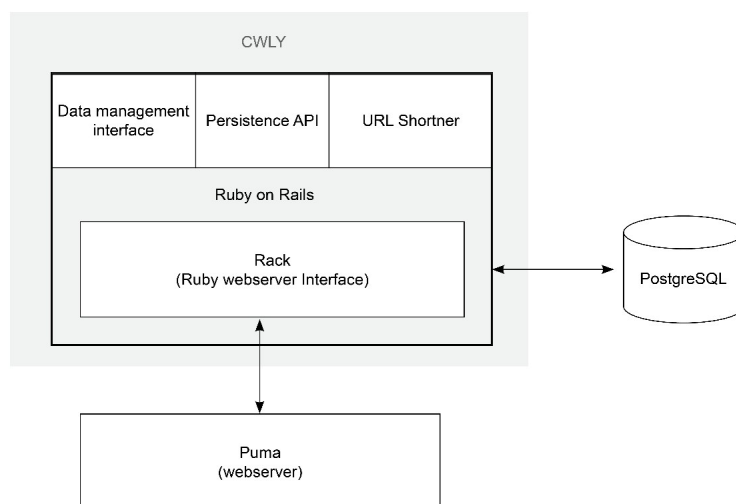 CWLY
Data management
interface
Persistence API
URL Shortner
Ruby on Rails
Rack
(Ruby webserver Interface)
PostgreSQL
Puma
(webserver)